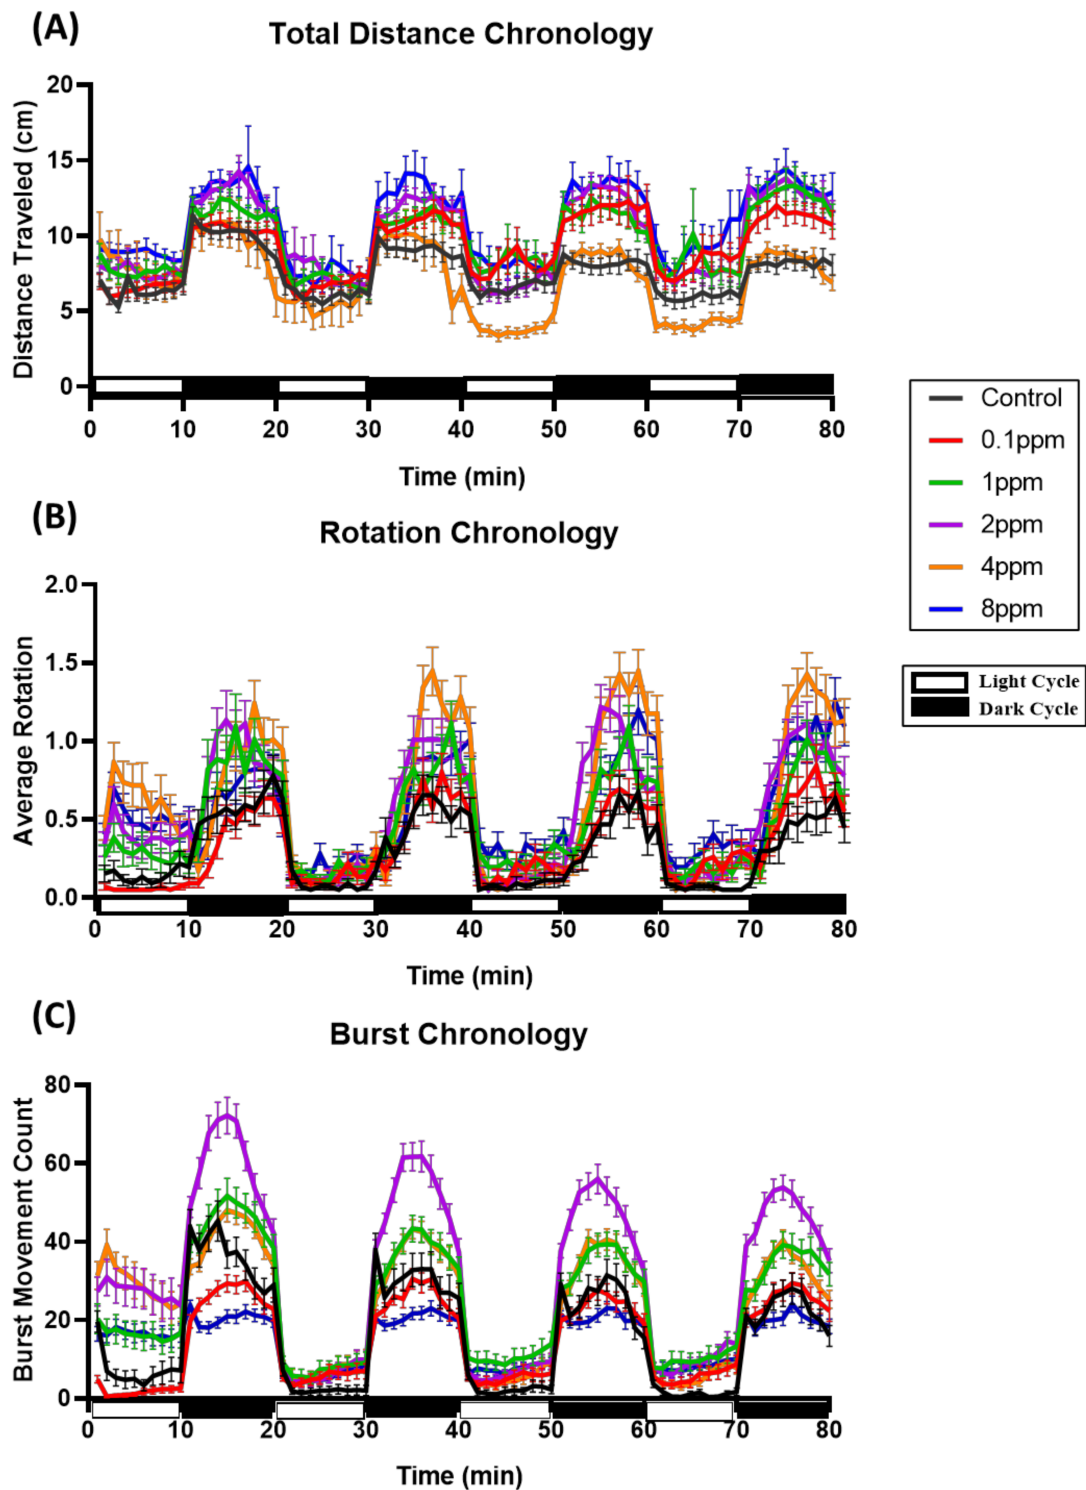 (A)
Total Distance Chronology
Distance Traveled (cm)
20
15
10
5
0
0 10 20 30 40 50 60 70 80
Time (min)
Control
0.1ppm
1ppm
2ppm
4ppm
8ppm
Light Cycle
Dark Cycle
(B)
Rotation Chronology
Average Rotation
2.0
1.5
1.0
0.5
0.0
0 10 20 30 40 50 60 70 80
Time (min)
(C)
Burst Chronology
Burst Movement Count
80
60
40
20
0
0 10 20 30 40 50 60 70 80
Time (min)